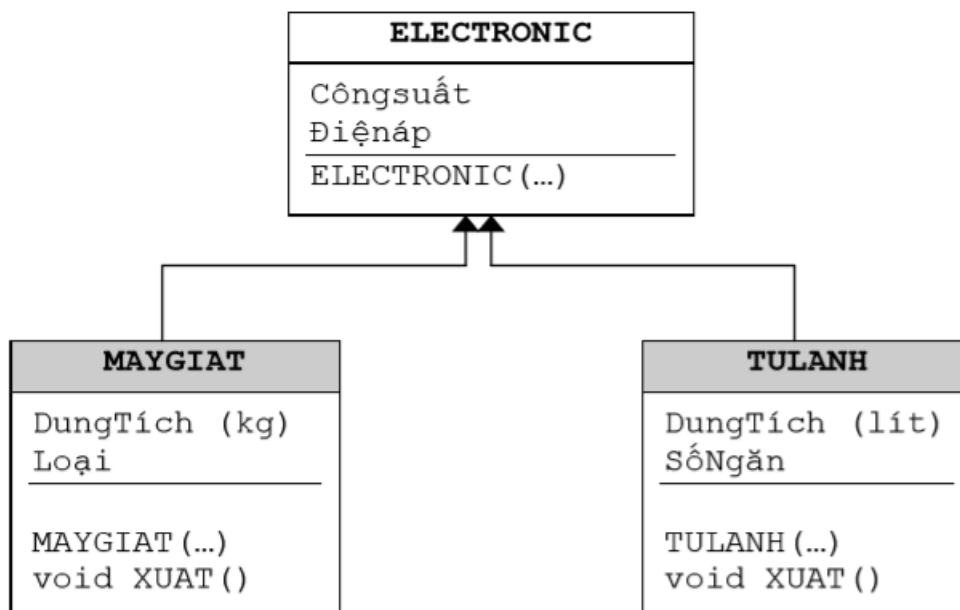 ELECTRONIC
Côngsuất
Điệnáp
ELECTRONIC(…)
MAYGIAT
DungTích (kg)
Loại
MAYGIAT(…)
void XUAT()
TULANH
DungTích (lít)
SốNgăn
TULANH(…)
void XUAT()